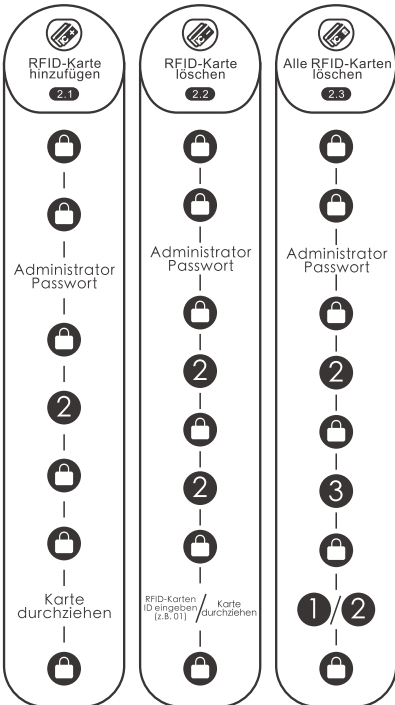 RFID-Karte
hinzufügen
2.1
Administrator
Passwort
2
Karte
durchziehen
RFID-Karte
löschen
2.2
Administrator
Passwort
2
2
RFID-Karten
ID eingeben
(z.B. 01)
/
Karte
durchziehen
Alle RFID-Karten
löschen
2.3
Administrator
Passwort
2
3
1/2